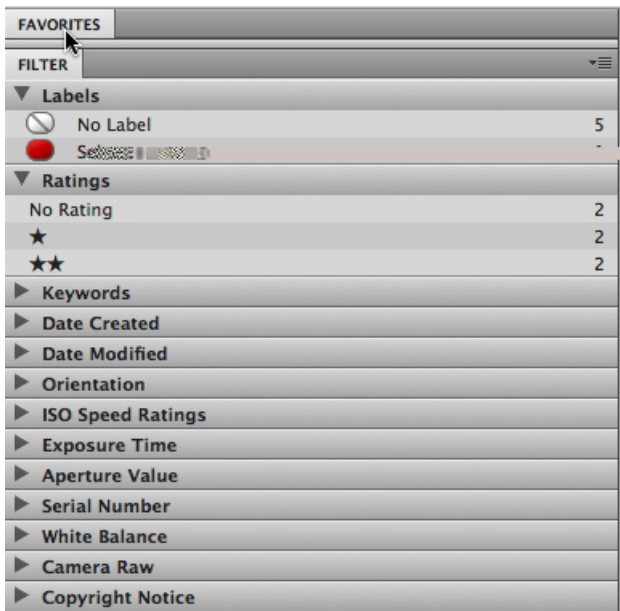 FAVORITES
FILTER
Labels
No Label 5
Ratings
No Rating 2
★ 2
★★ 2
Keywords
Date Created
Date Modified
Orientation
ISO Speed Ratings
Exposure Time
Aperture Value
Serial Number
White Balance
Camera Raw
Copyright Notice